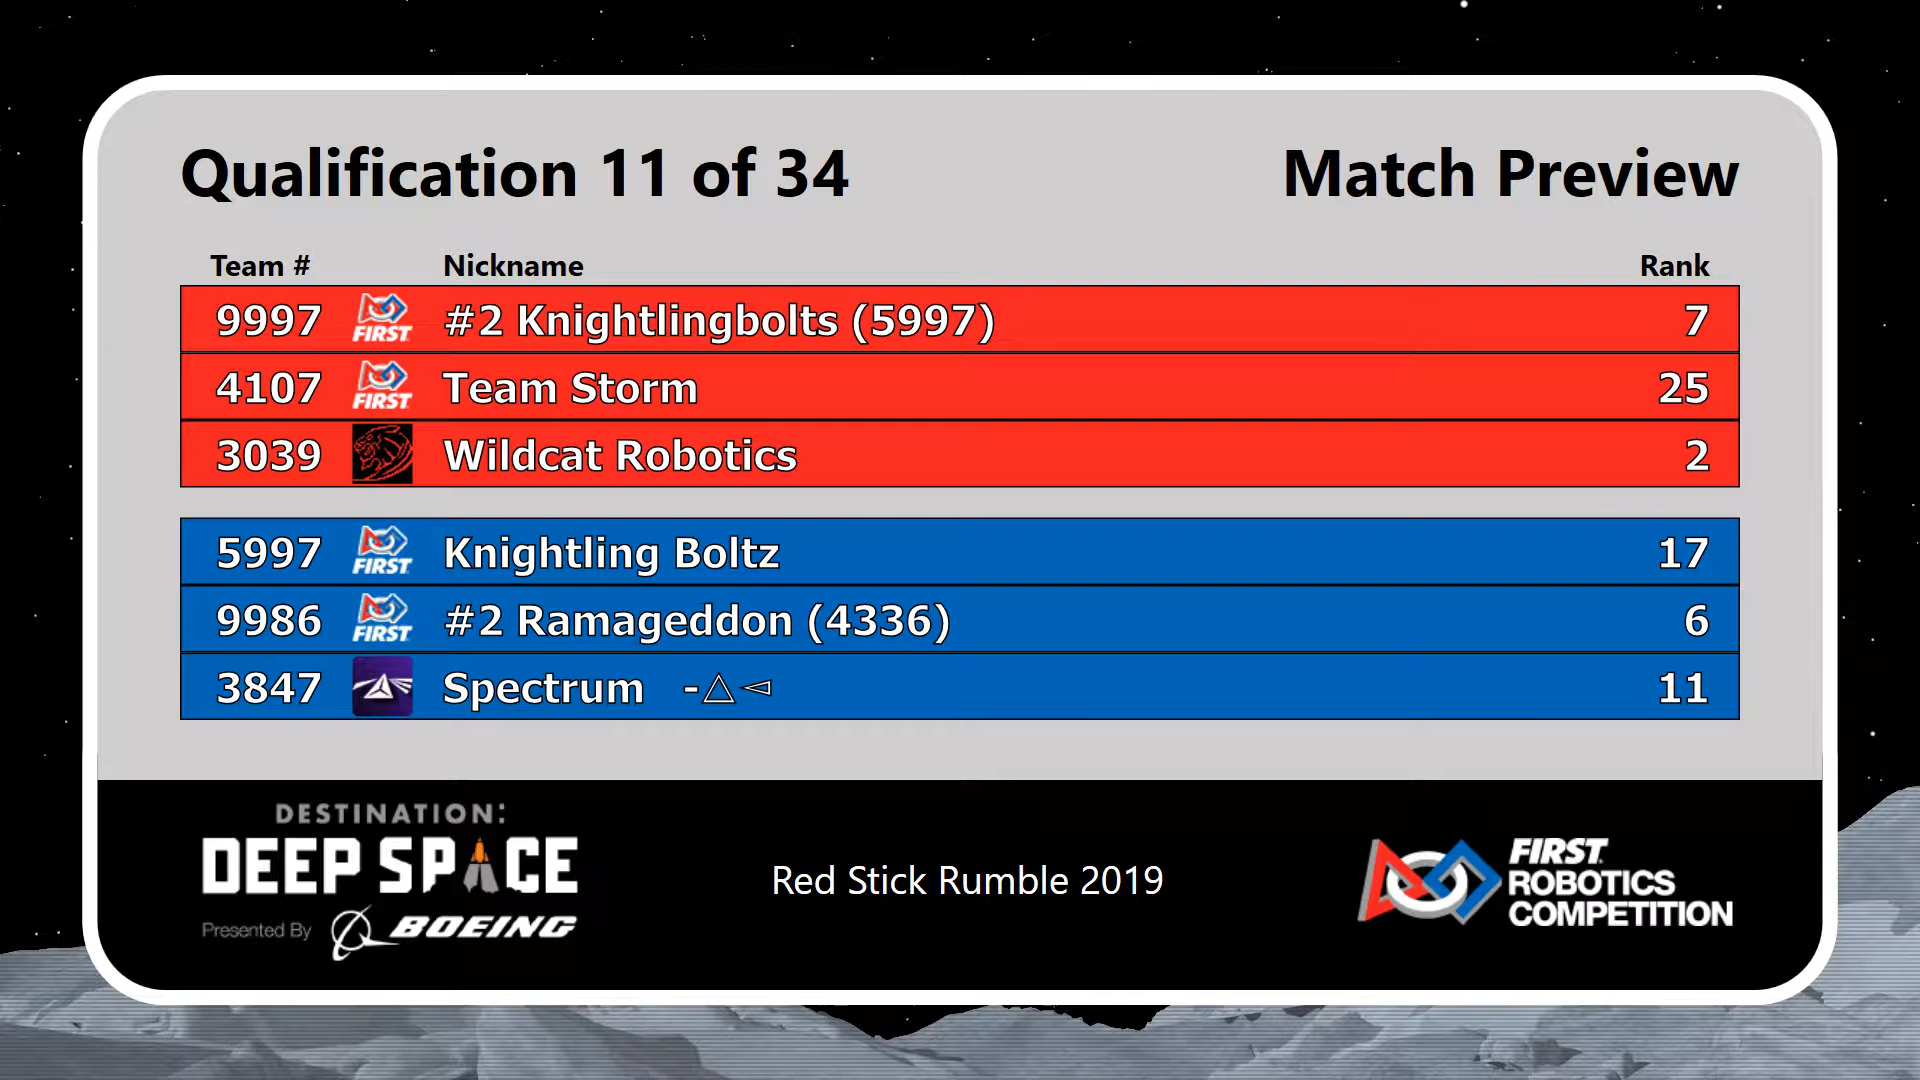 Qualification 11 of 34 Match Preview
Team # Nickname Rank
9997 FIRST #2 Knightlingbolts (5997) 7
4107 FIRST Team Storm 25
3039 Wildcat Robotics 2
5997 FIRST Knightling Boltz 17
9986 FIRST #2 Ramageddon (4336) 6
3847 Spectrum -△◅ 11
DESTINATION:
DEEP SPACE
Presented By BOEING
Red Stick Rumble 2019
FIRST
ROBOTICS
COMPETITION